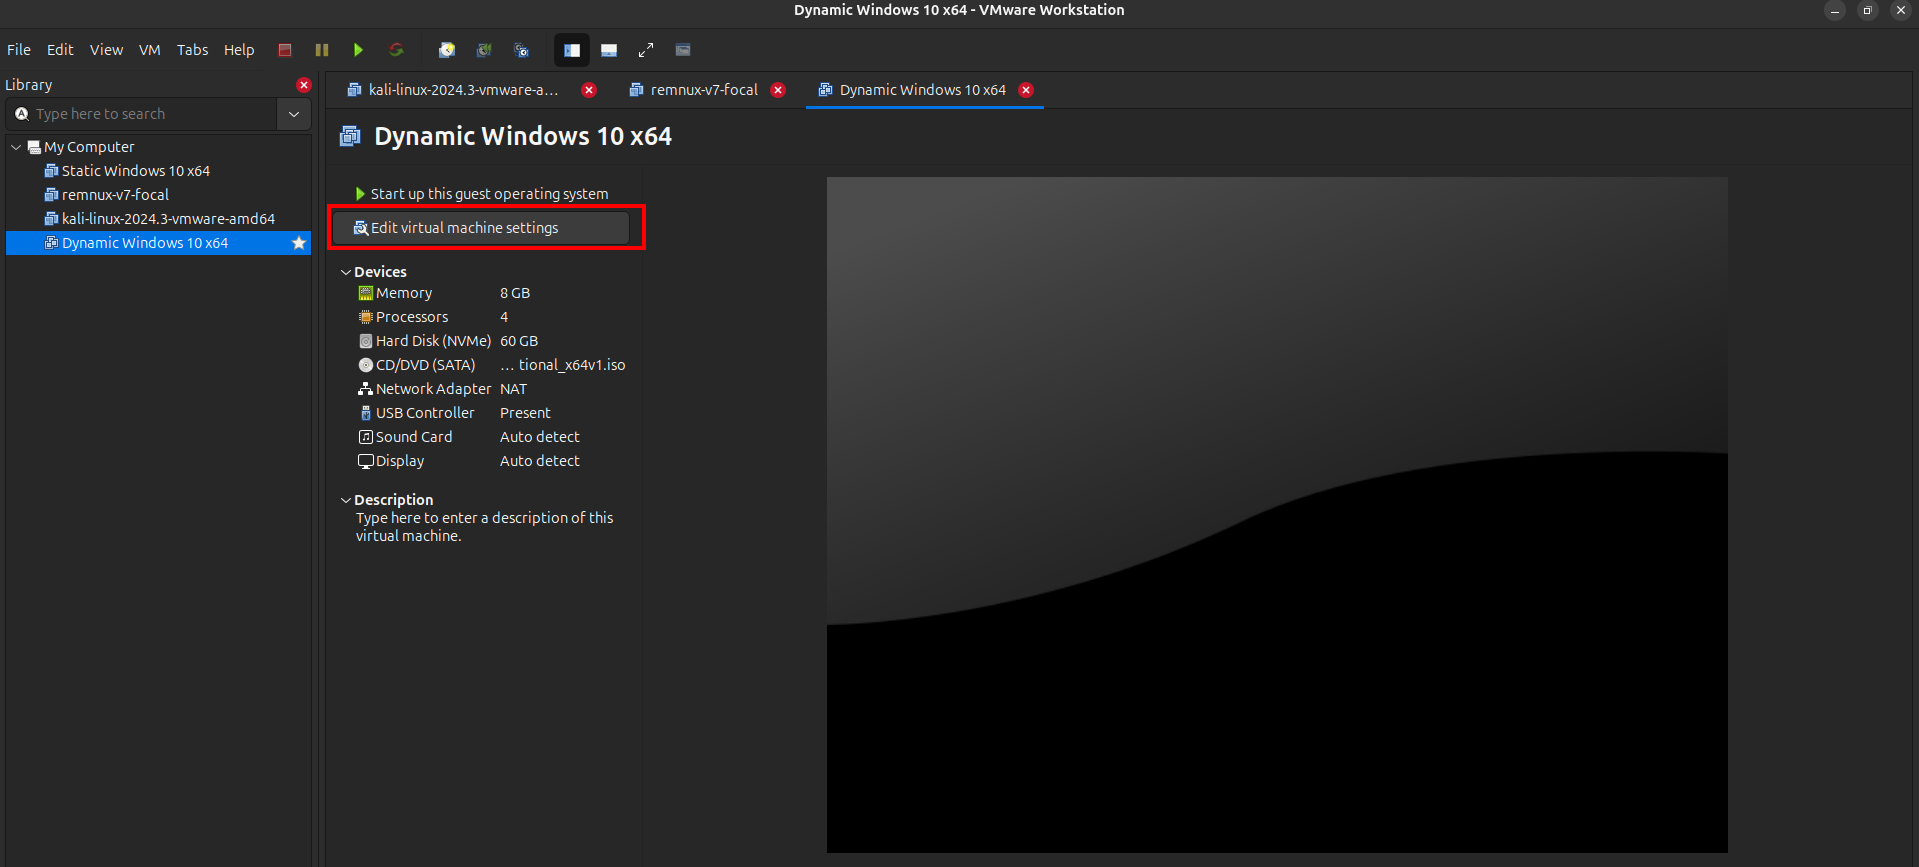 Dynamic Windows 10 x64 - VMware Workstation
File Edit View VM Tabs Help
Library
Type here to search
My Computer
Static Windows 10 x64
remnux-v7-focal
kali-linux-2024.3-vmware-amd64
Dynamic Windows 10 x64
kali-linux-2024.3-vmware-a... remnux-v7-focal Dynamic Windows 10 x64
Dynamic Windows 10 x64
Start up this guest operating system
Edit virtual machine settings
Devices
Memory 8 GB
Processors 4
Hard Disk (NVMe) 60 GB
CD/DVD (SATA) ... tional_x64v1.iso
Network Adapter NAT
USB Controller Present
Sound Card Auto detect
Display Auto detect
Description
Type here to enter a description of this
virtual machine.